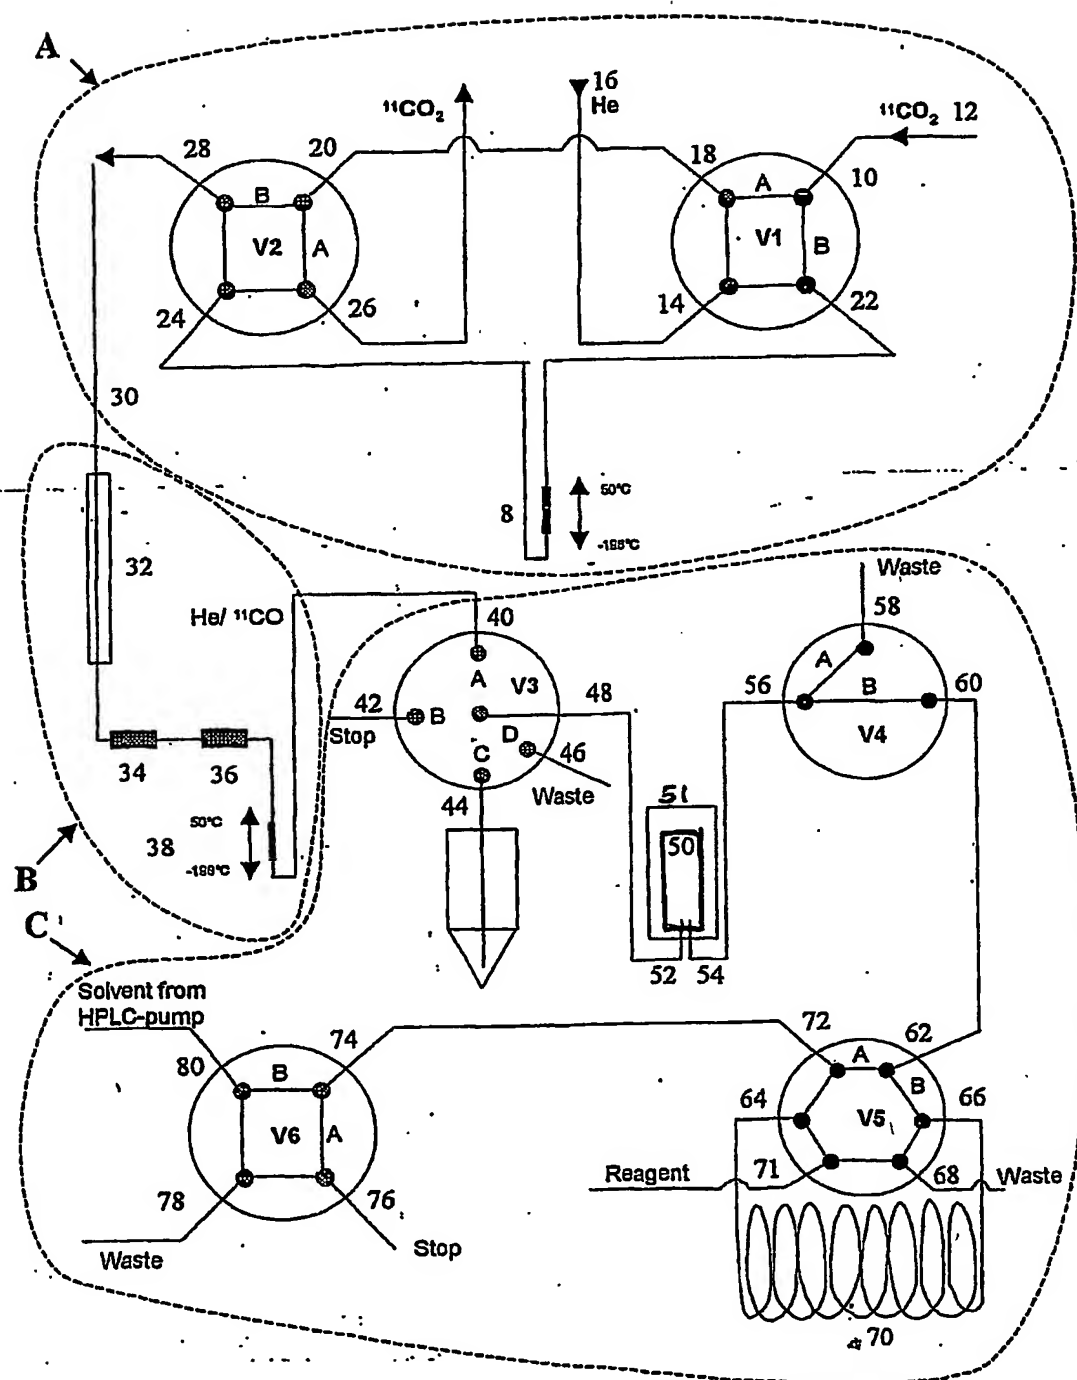 A
16
He
¹¹CO₂
¹¹CO₂ 12
28
20
18
10
B
A
V2
A
V1
B
24
26
14
22
30
8
50°C
-196°C
32
He/ ¹¹CO
Waste
58
40
A
V3
42
B
48
Stop
D
C
46
Waste
44
A
56
B
60
V4
34
36
38
50°C
-196°C
51
50
52
54
B
C
Solvent from
HPLC-pump
80
74
B
V6
A
78
76
Waste
Stop
72
62
A
B
64
66
V5
Reagent
71
68
Waste
70